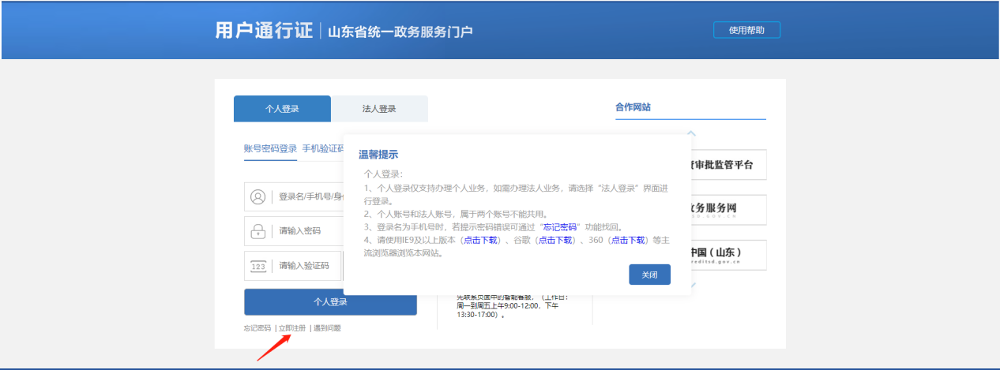 用户通行证 山东省统一政务服务门户
使用帮助
个人登录
法人登录
账号密码登录 手机验证码
登录名/手机号/身
请输入密码
123 请输入验证码
个人登录
忘记密码 | 立即注册 | 遇到问题
温馨提示
个人登录：
1、个人登录仅支持办理个人业务，如需办理法人业务，请选择“法人登录”界面进
行登录。
2、个人账号和法人账号，属于两个账号不能共用。
3、登录名为手机号时，若提示密码错误可通过“忘记密码”功能找回。
4、请使用IE9及以上版本（点击下载）、谷歌（点击下载）、360（点击下载）等主
流浏览器浏览本网站。
关闭
先联系页面中的智能客服，（工作日：
周一到周五上午9:00-12:00，下午
13:30-17:00）。
合作网站
审批监管平台
务服务网
中国（山东）
reditsd.gov.cn